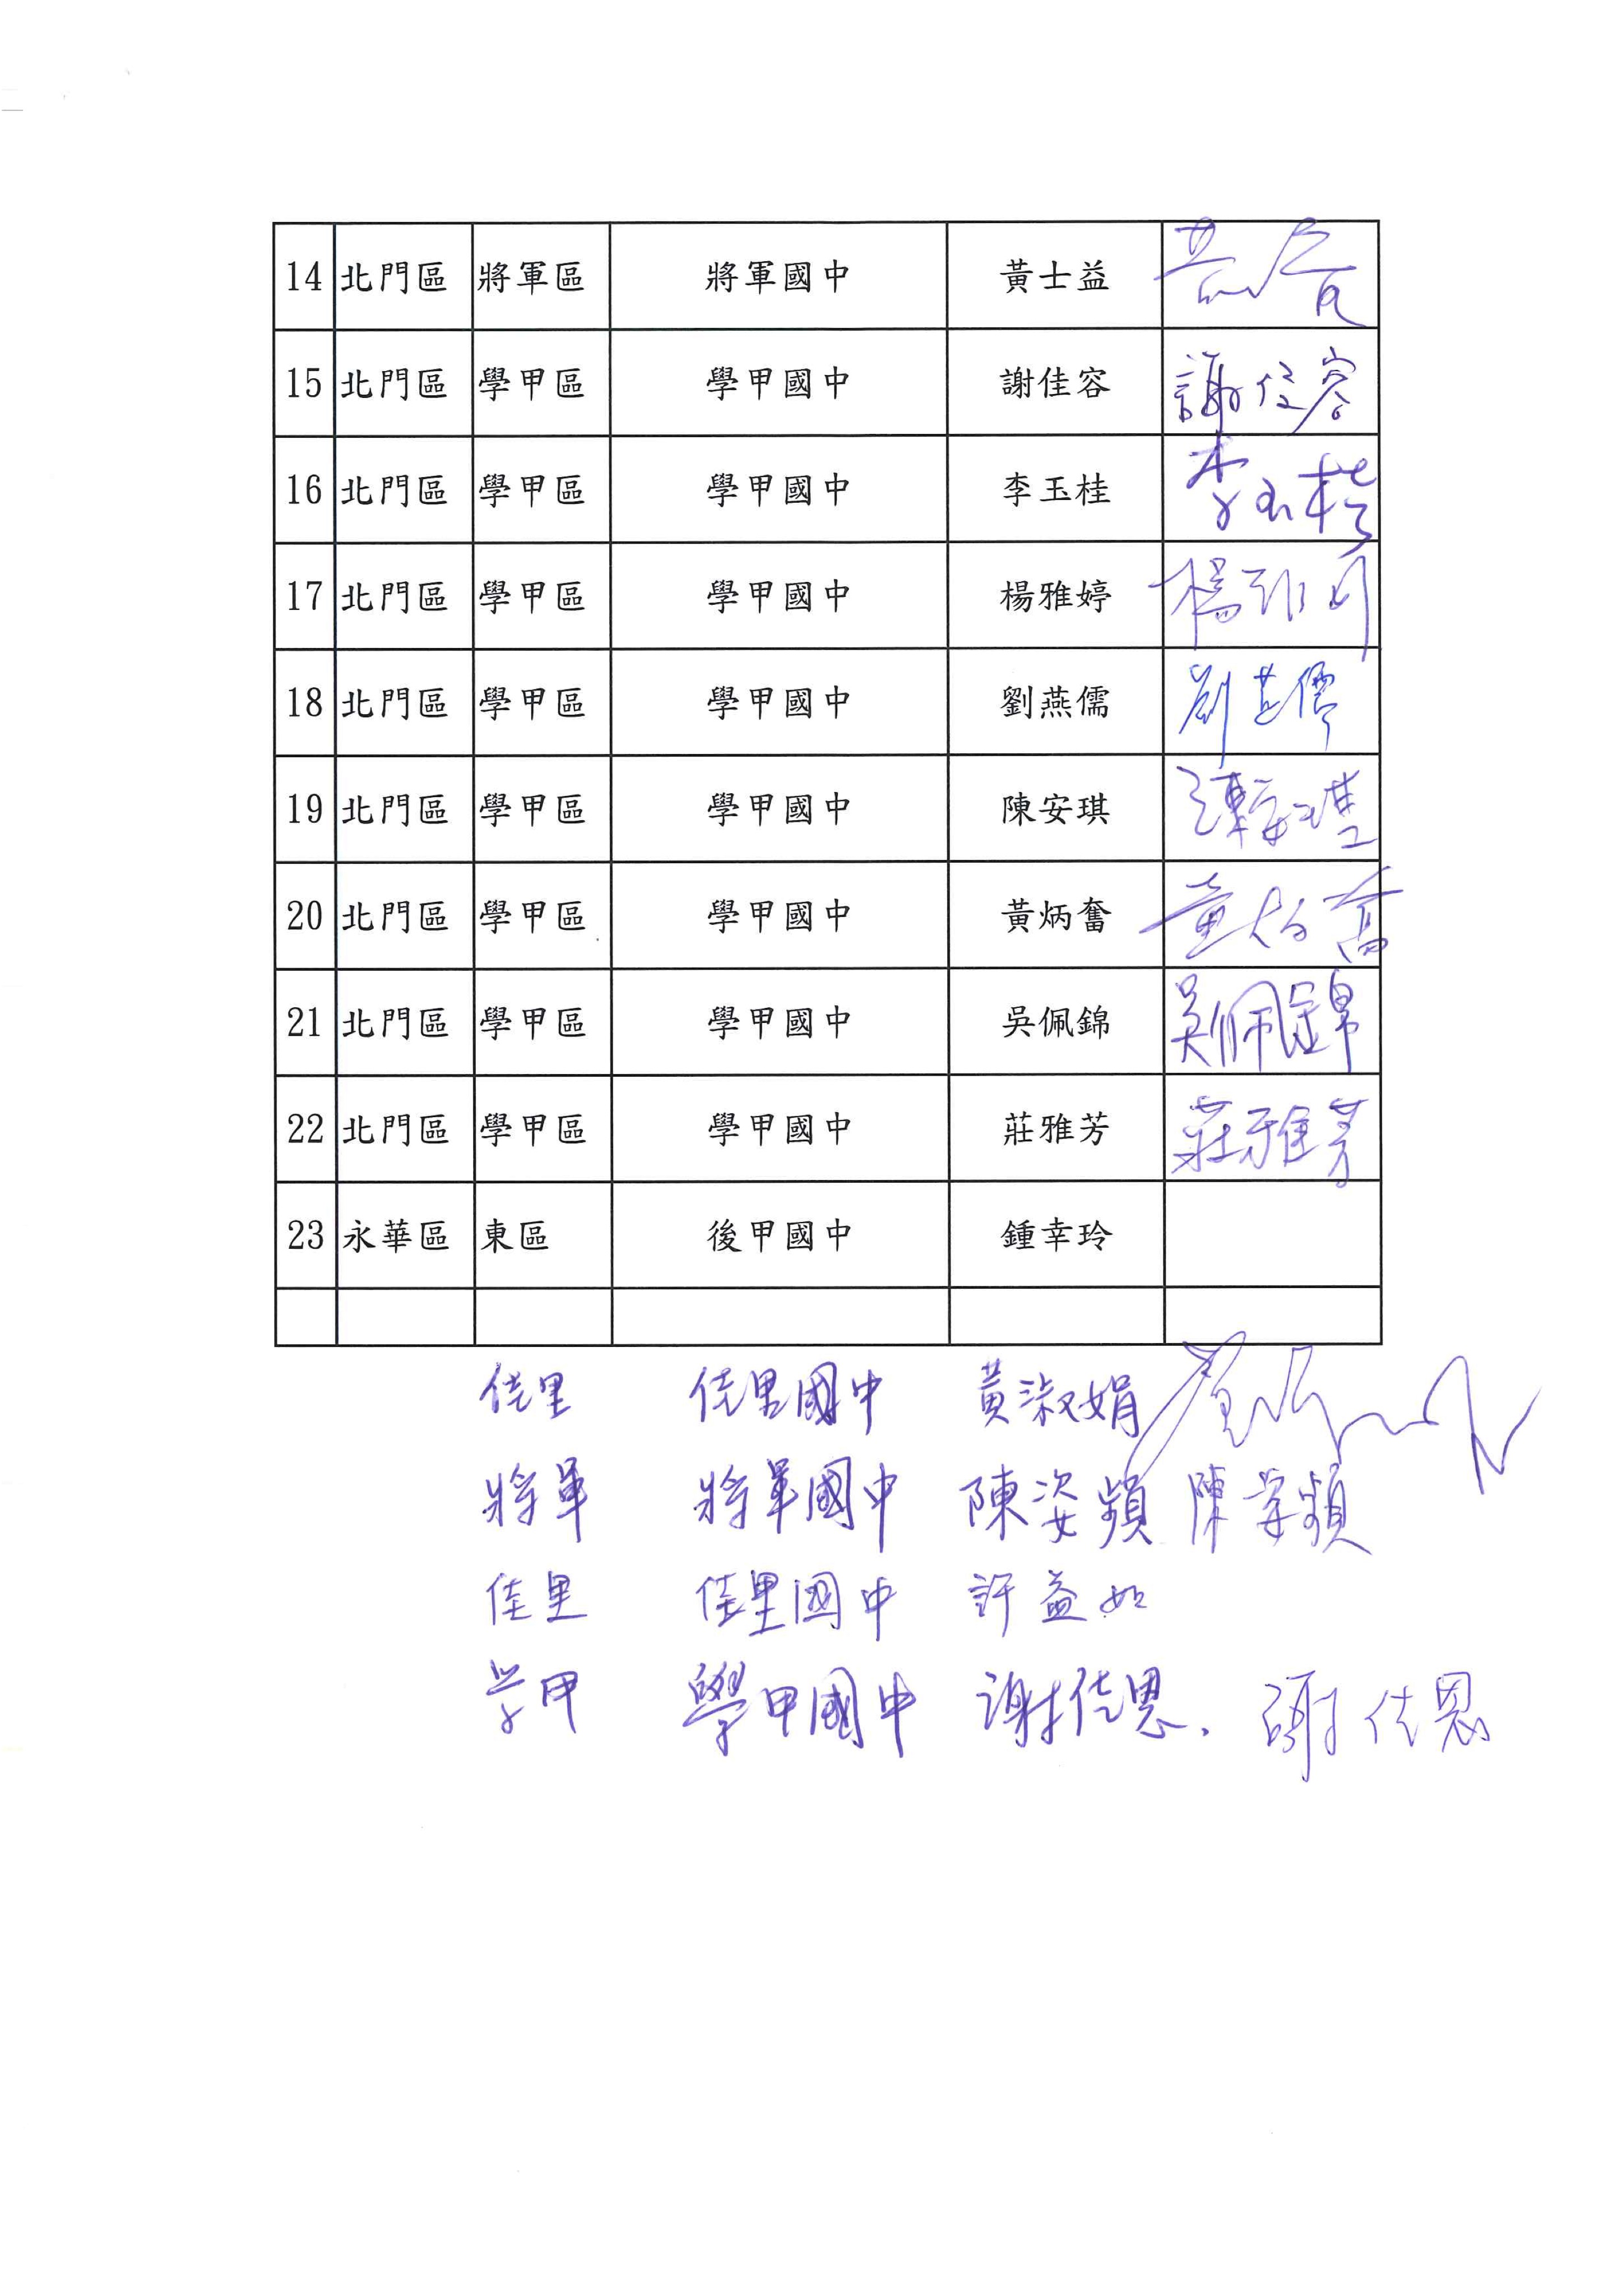 14 北門區 將軍區 將軍國中 黃士益
15 北門區 學甲區 學甲國中 謝佳容 謝佳容
16 北門區 學甲區 學甲國中 李玉桂 李玉桂
17 北門區 學甲區 學甲國中 楊雅婷 楊雅
18 北門區 學甲區 學甲國中 劉燕儒 劉燕儒
19 北門區 學甲區 學甲國中 陳安琪 陳安琪
20 北門區 學甲區 學甲國中 黃炳奮 黃炳奮
21 北門區 學甲區 學甲國中 吳佩錦 吳佩錦
22 北門區 學甲區 學甲國中 莊雅芳 莊雅芳
23 永華區 東區 後甲國中 鍾幸玲
佳里 佳里國中 黃淑娟
將軍 將軍國中 陳姿蘋 陳姿蘋
佳里 佳里國中 許益如
学甲 學甲國中 謝佳恩. 謝佳恩